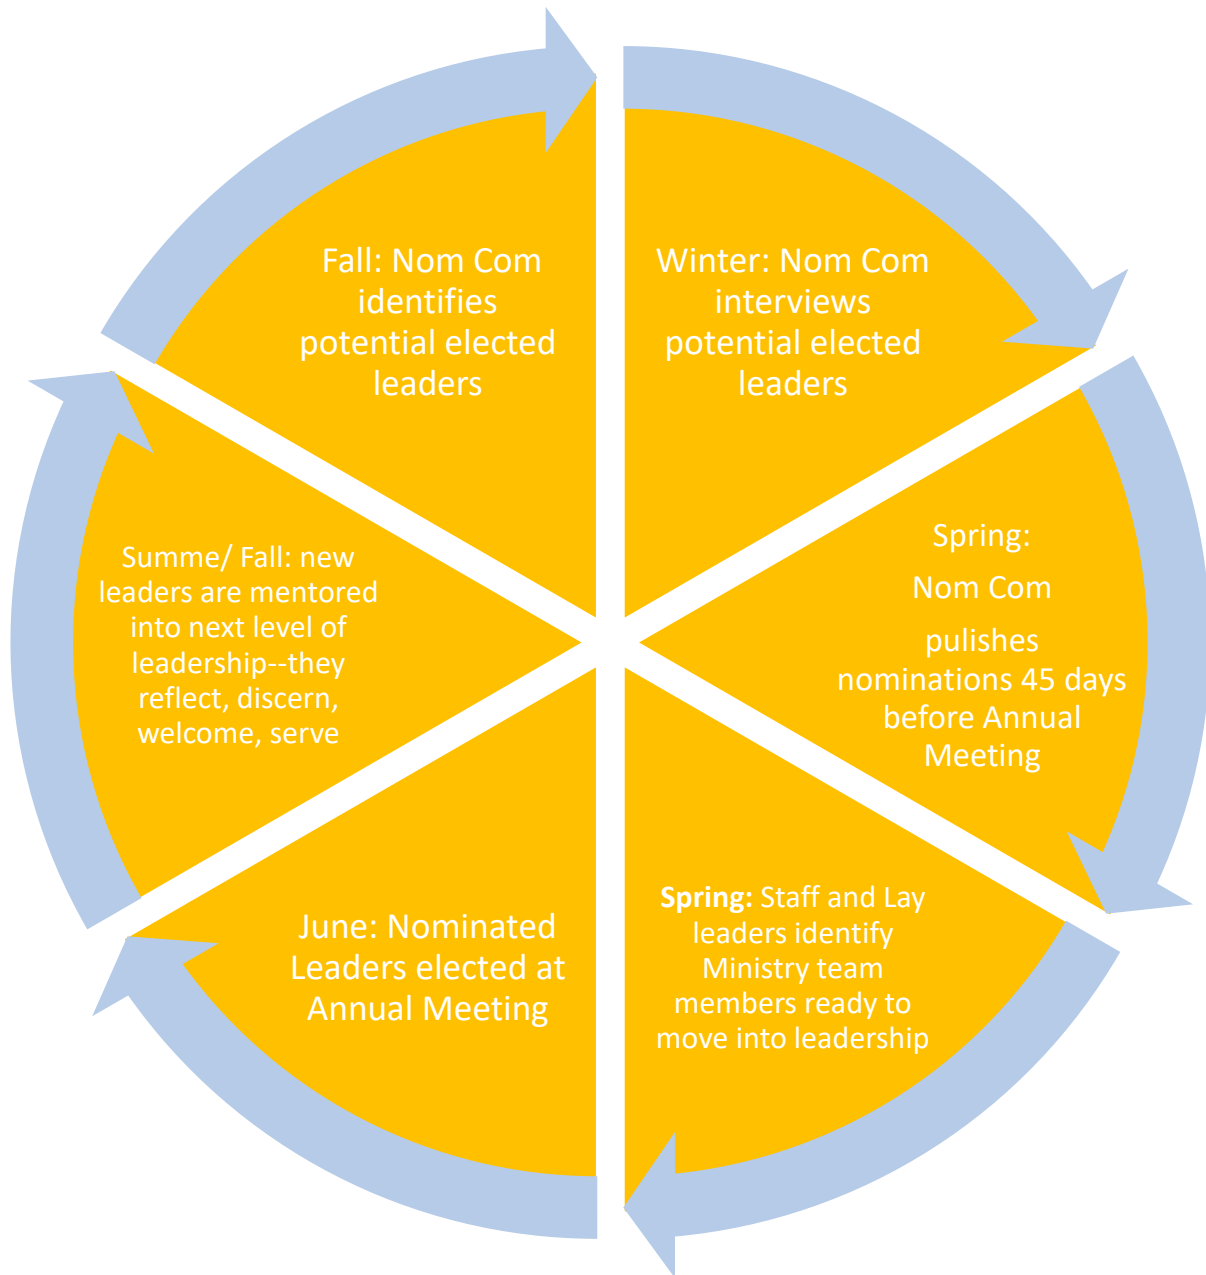 Fall: Nom Com
identifies
potential elected
leaders
Winter: Nom Com
interviews
potential elected
leaders
Spring:
Nom Com
pulishes
nominations 45 days
before Annual
Meeting
Spring: Staff and Lay
leaders identify
Ministry team
members ready to
move into leadership
June: Nominated
Leaders elected at
Annual Meeting
Summe/ Fall: new
leaders are mentored
into next level of
leadership--they
reflect, discern,
welcome, serve